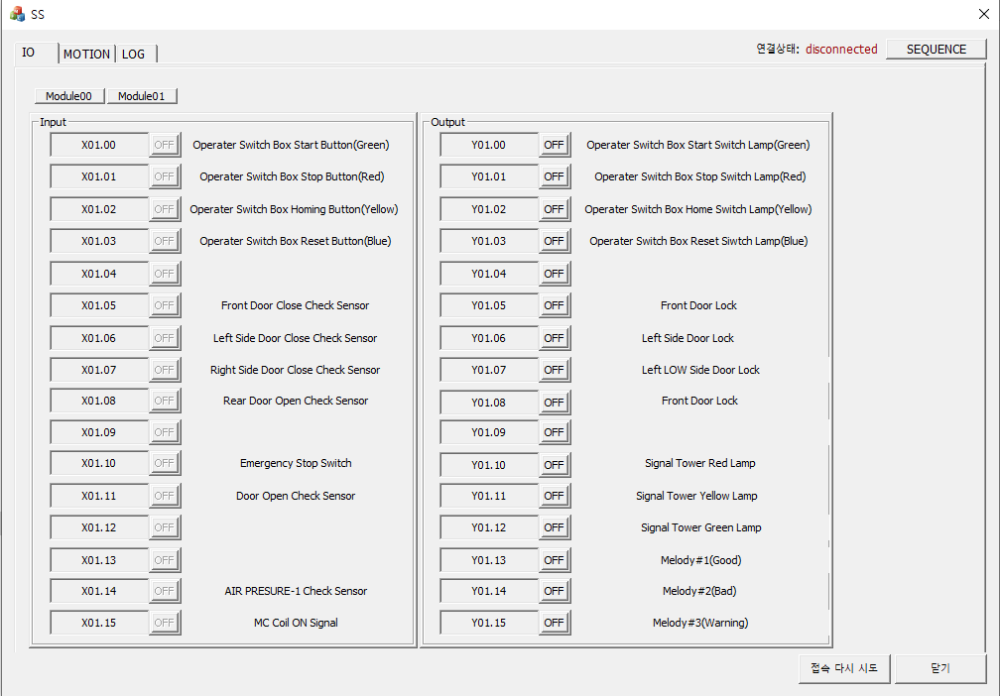 SS
IO MOTION LOG 연결상태: disconnected SEQUENCE
Module00 Module01
Input Output
X01.00 OFF Operater Switch Box Start Button(Green) Y01.00 OFF Operater Switch Box Start Switch Lamp(Green)
X01.01 OFF Operater Switch Box Stop Button(Red) Y01.01 OFF Operater Switch Box Stop Switch Lamp(Red)
X01.02 OFF Operater Switch Box Homing Button(Yellow) Y01.02 OFF Operater Switch Box Home Switch Lamp(Yellow)
X01.03 OFF Operater Switch Box Reset Button(Blue) Y01.03 OFF Operater Switch Box Reset Siwtch Lamp(Blue)
X01.04 OFF Y01.04 OFF
X01.05 OFF Front Door Close Check Sensor Y01.05 OFF Front Door Lock
X01.06 OFF Left Side Door Close Check Sensor Y01.06 OFF Left Side Door Lock
X01.07 OFF Right Side Door Close Check Sensor Y01.07 OFF Left LOW Side Door Lock
X01.08 OFF Rear Door Open Check Sensor Y01.08 OFF Front Door Lock
X01.09 OFF Y01.09 OFF
X01.10 OFF Emergency Stop Switch Y01.10 OFF Signal Tower Red Lamp
X01.11 OFF Door Open Check Sensor Y01.11 OFF Signal Tower Yellow Lamp
X01.12 OFF Y01.12 OFF Signal Tower Green Lamp
X01.13 OFF Y01.13 OFF Melody#1(Good)
X01.14 OFF AIR PRESURE-1 Check Sensor Y01.14 OFF Melody#2(Bad)
X01.15 OFF MC Coil ON Signal Y01.15 OFF Melody#3(Warning)
접속 다시 시도 닫기